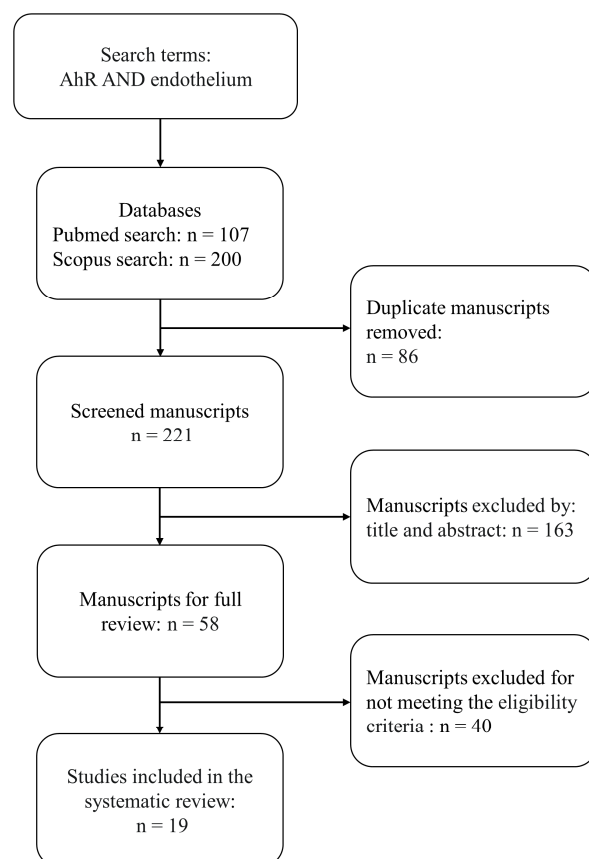 Search terms:
AhR AND endothelium
Databases
Pubmed search: n = 107
Scopus search: n = 200
Duplicate manuscripts
removed:
n = 86
Screened manuscripts
n = 221
Manuscripts excluded by:
title and abstract: n = 163
Manuscripts for full
review: n = 58
Manuscripts excluded for
not meeting the eligibility
criteria : n = 40
Studies included in the
systematic review:
n = 19